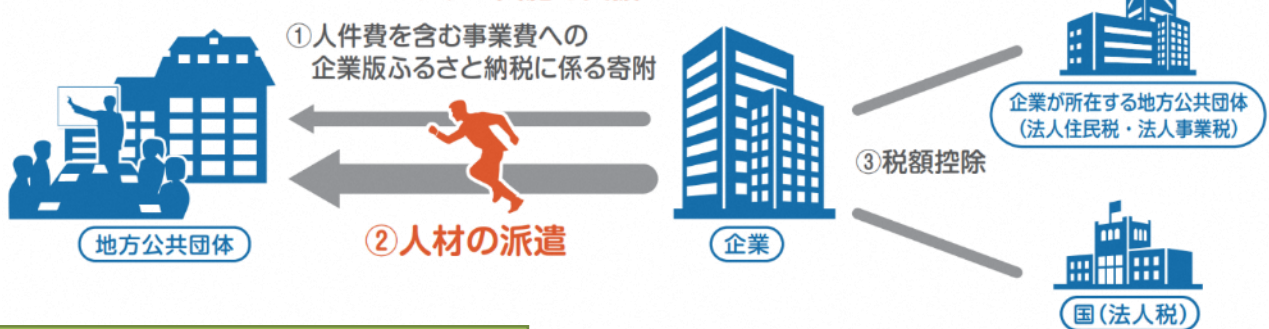 ①人件費を含む事業費への
企業版ふるさと納税に係る寄附
②人材の派遣
地方公共団体
企業
③税額控除
企業が所在する地方公共団体
(法人住民税・法人事業税)
国(法人税)